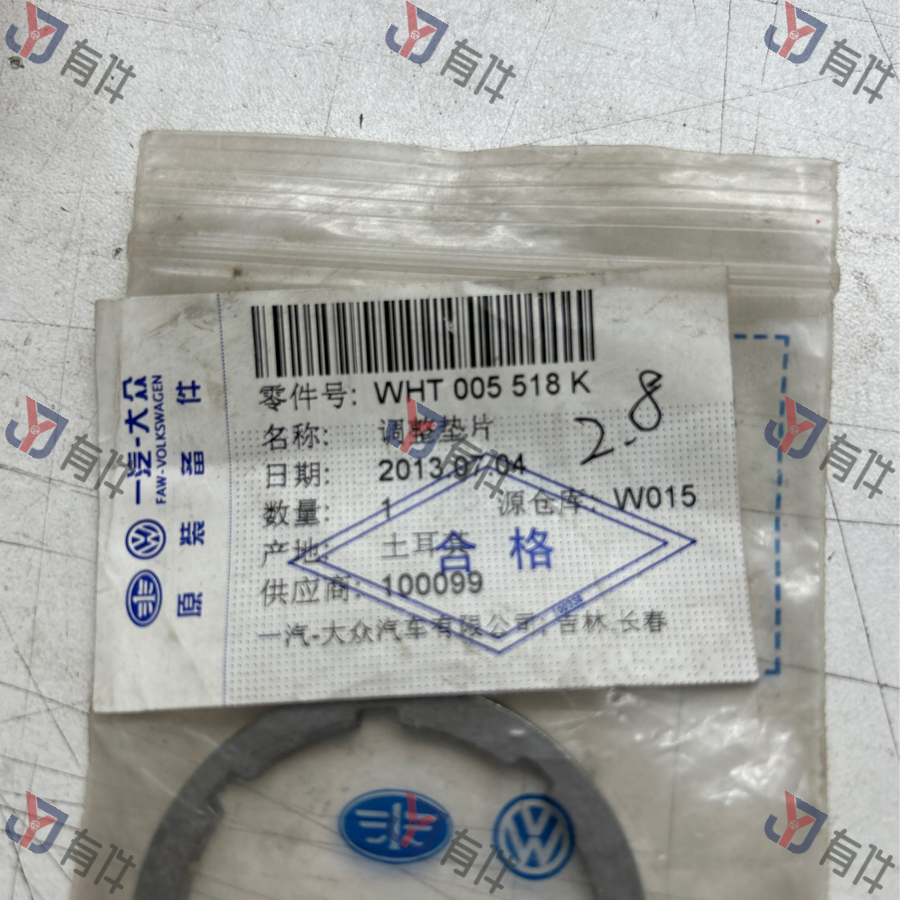 有件
有件
有件
零件号: WHT 005 518 K
名称: 调整垫片
2.8
日期: 2013.07.04
数量: 1 源仓库: W015
产地: 土耳其
合格
供应商: 100099
一汽-大众汽车有限公司; 吉林.长春
一汽-大众
FAW-VOLKSWAGEN
原装备件
有件
有件
有件
有件
有件
有件